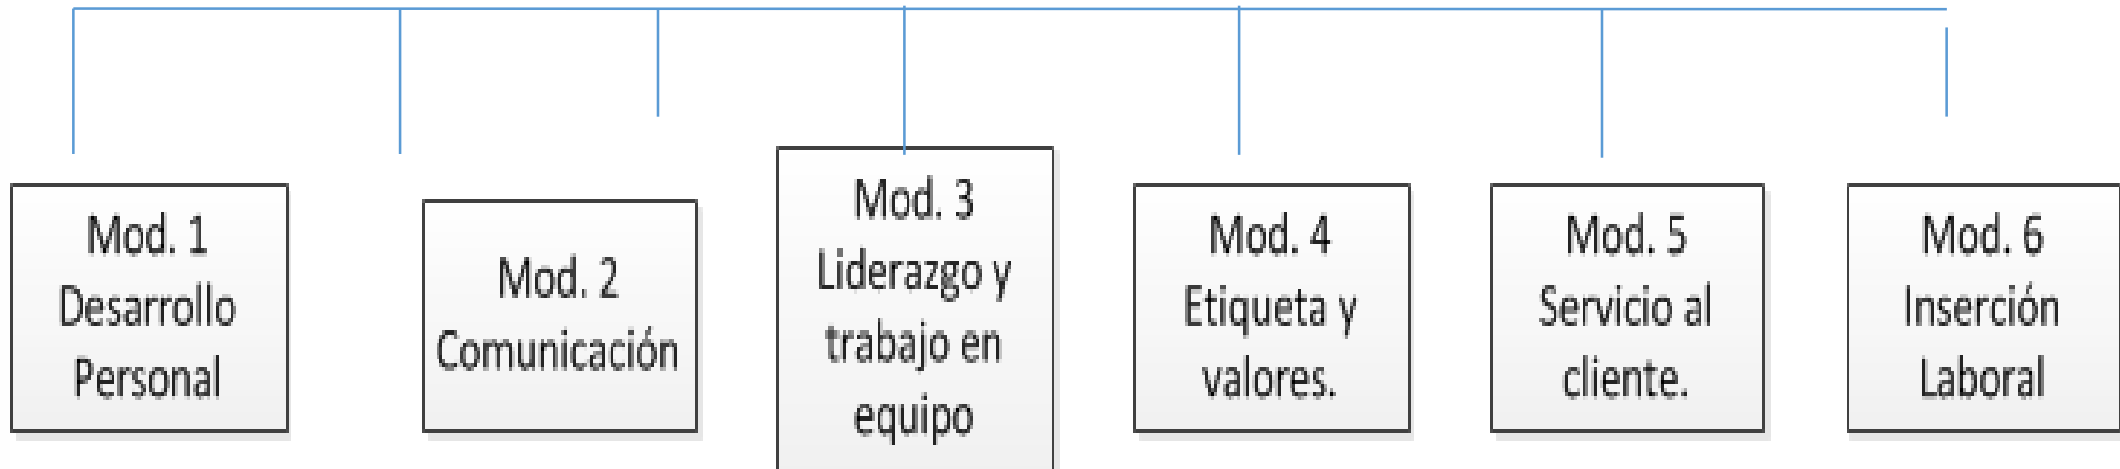 Mod. 1
Desarrollo
Personal
Mod. 2
Comunicación
Mod. 3
Liderazgo y
trabajo en
equipo
Mod. 4
Etiqueta y
valores.
Mod. 5
Servicio al
cliente.
Mod. 6
Inserción
Laboral